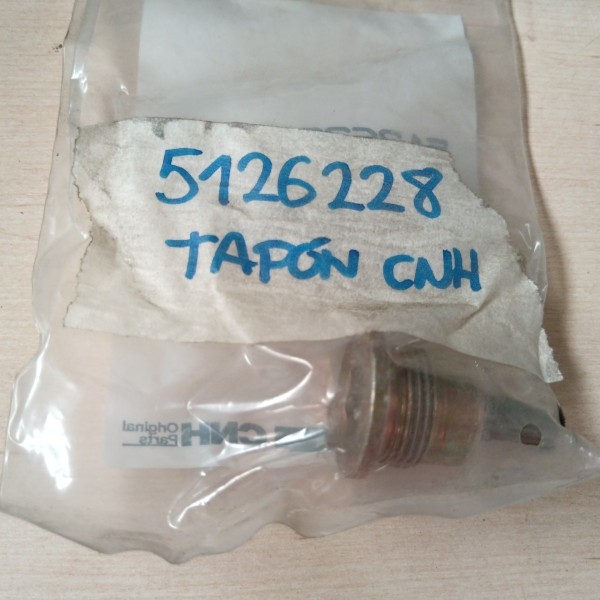 5126228
TAPÓN CNH
CNH Original
Parts